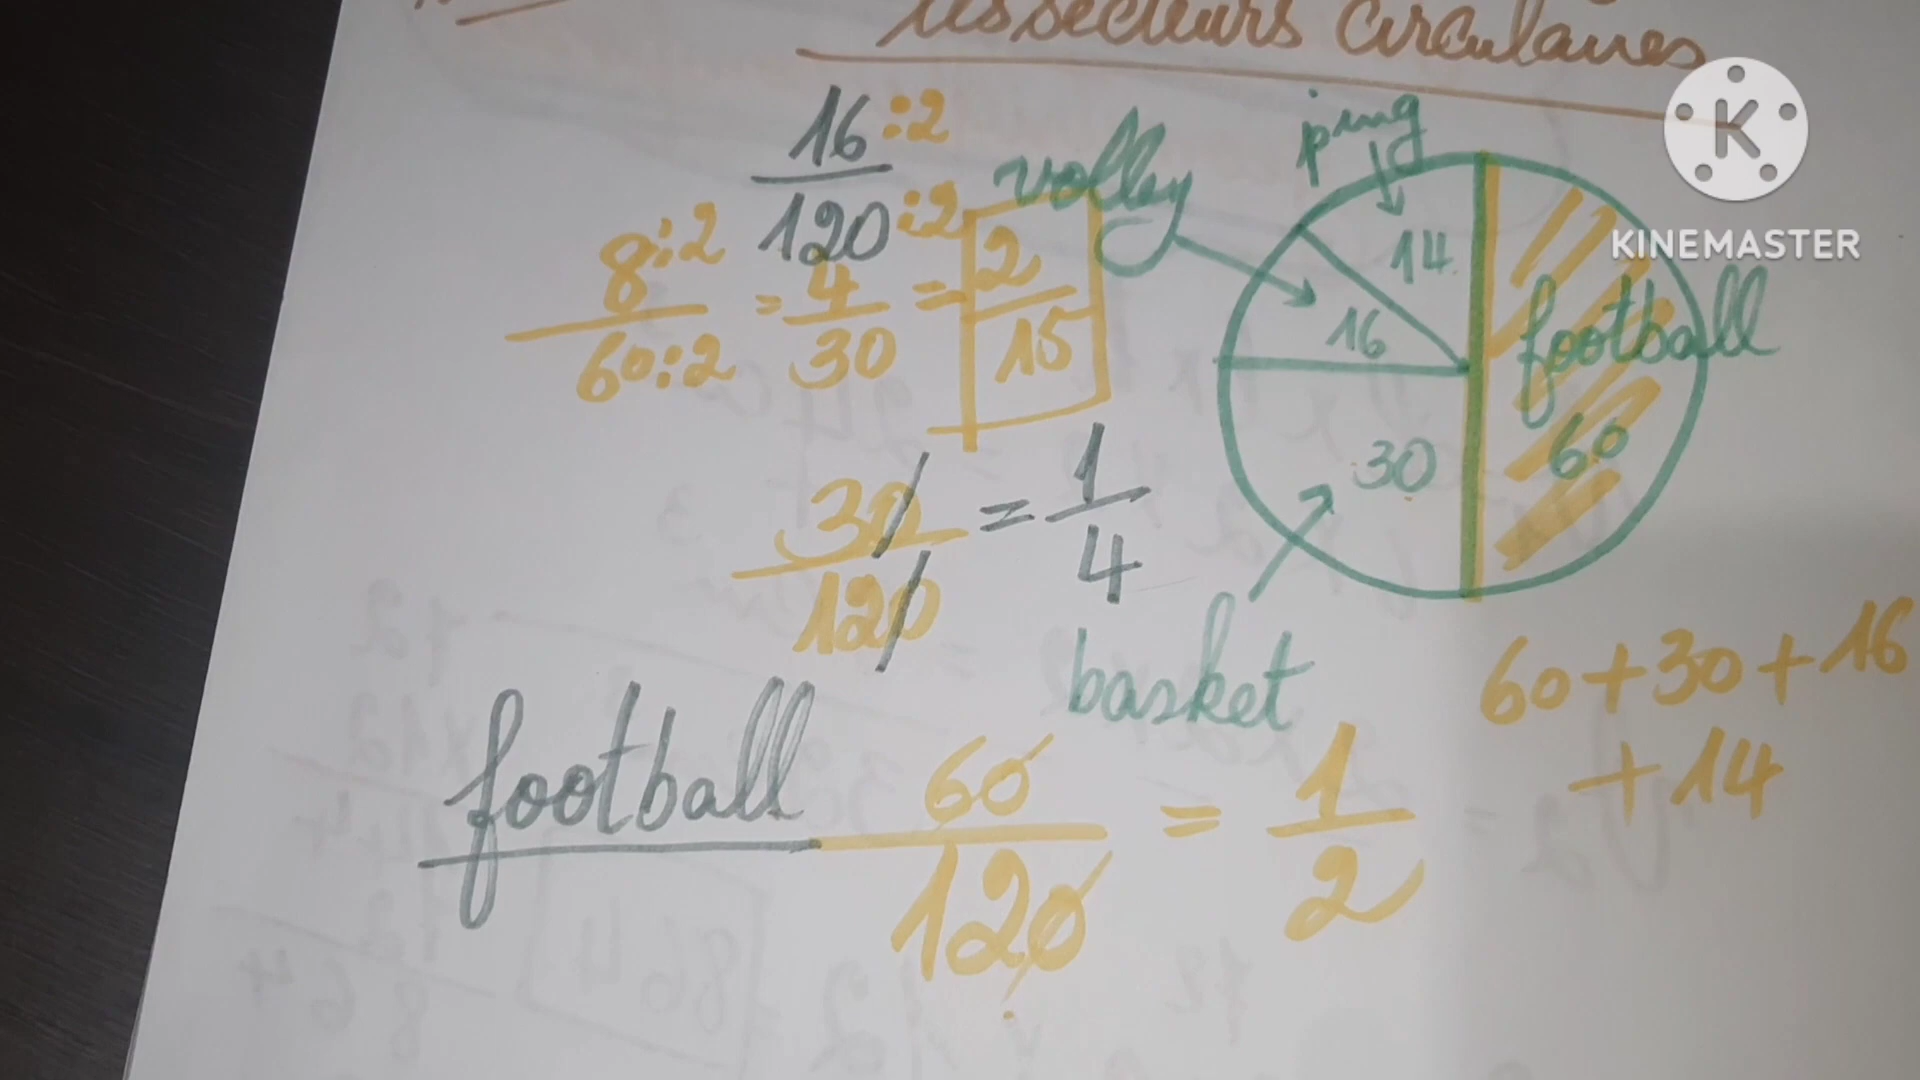 les secteurs circulaires
16 :2
120 :2
8:2
60:2
= 4
30
= 2
15
volley
ping
14
16
football
60
30
basket
30
120
= 1
4
60+30+16
+14
football
60
120
= 1
2
K
KINEMASTER